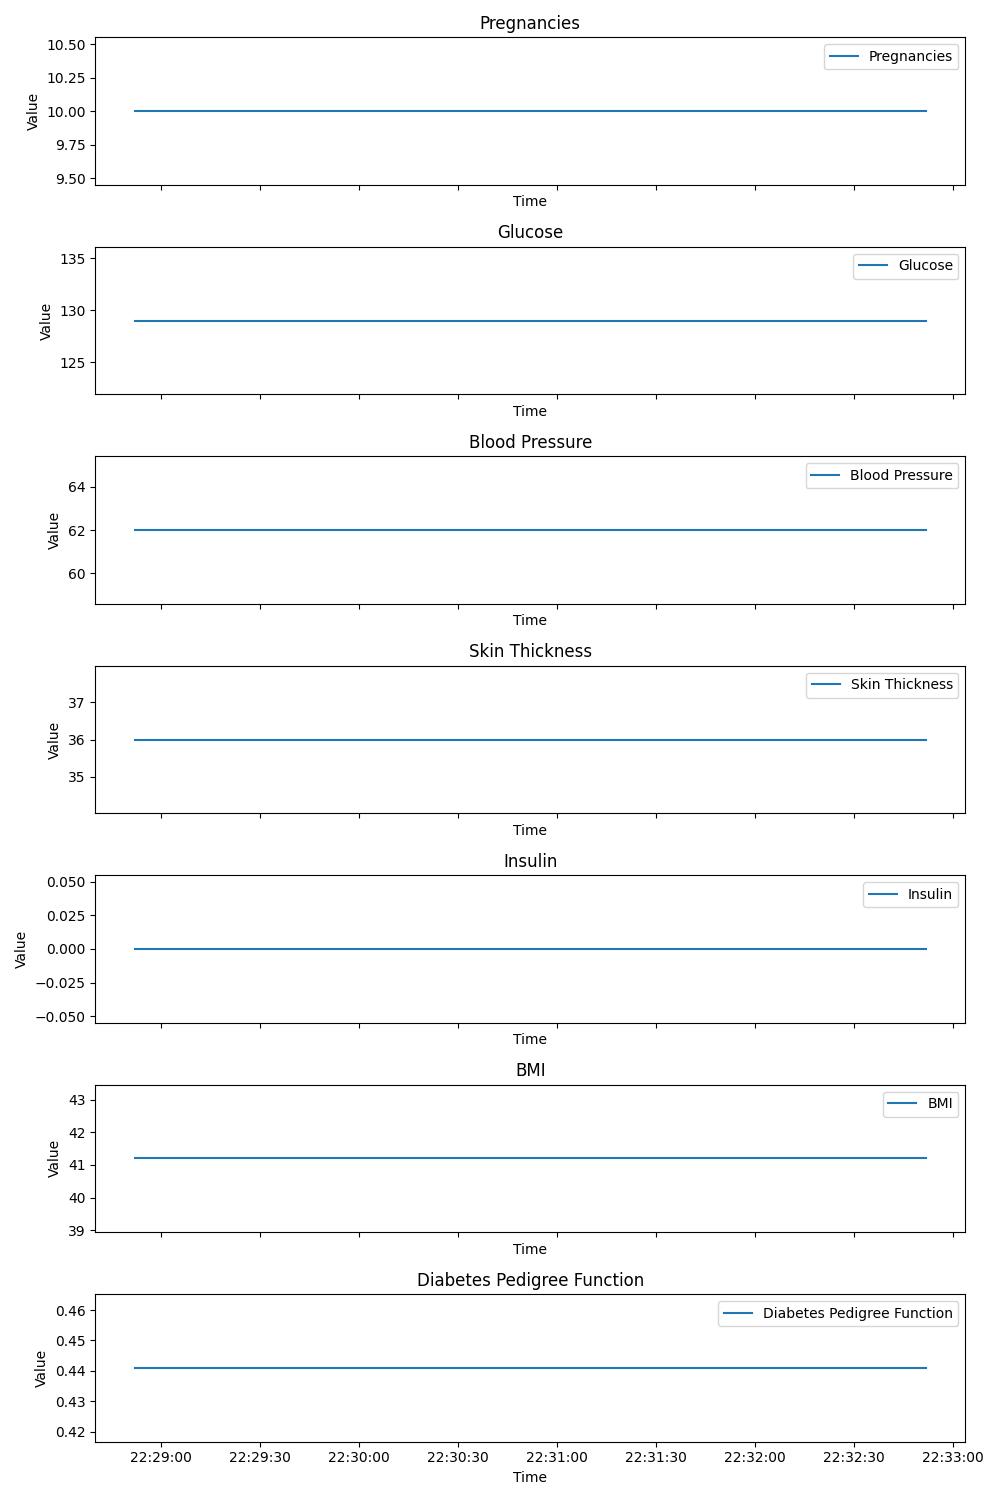 Pregnancies
10.50
Pregnancies
10.25
Value
10.00
9.75
9.50
Time
Glucose
135
Glucose
Value
130
125
Time
Blood Pressure
Blood Pressure
64
Value
62
60
Time
Skin Thickness
Skin Thickness
37
Value
36
35
Time
Insulin
0.050
Insulin
0.025
Value
0.000
−0.025
−0.050
Time
BMI
43
BMI
42
Value
41
40
39
Time
Diabetes Pedigree Function
0.46
Diabetes Pedigree Function
0.45
Value
0.44
0.43
0.42
22:29:00 22:29:30 22:30:00 22:30:30 22:31:00 22:31:30 22:32:00 22:32:30 22:33:00
Time